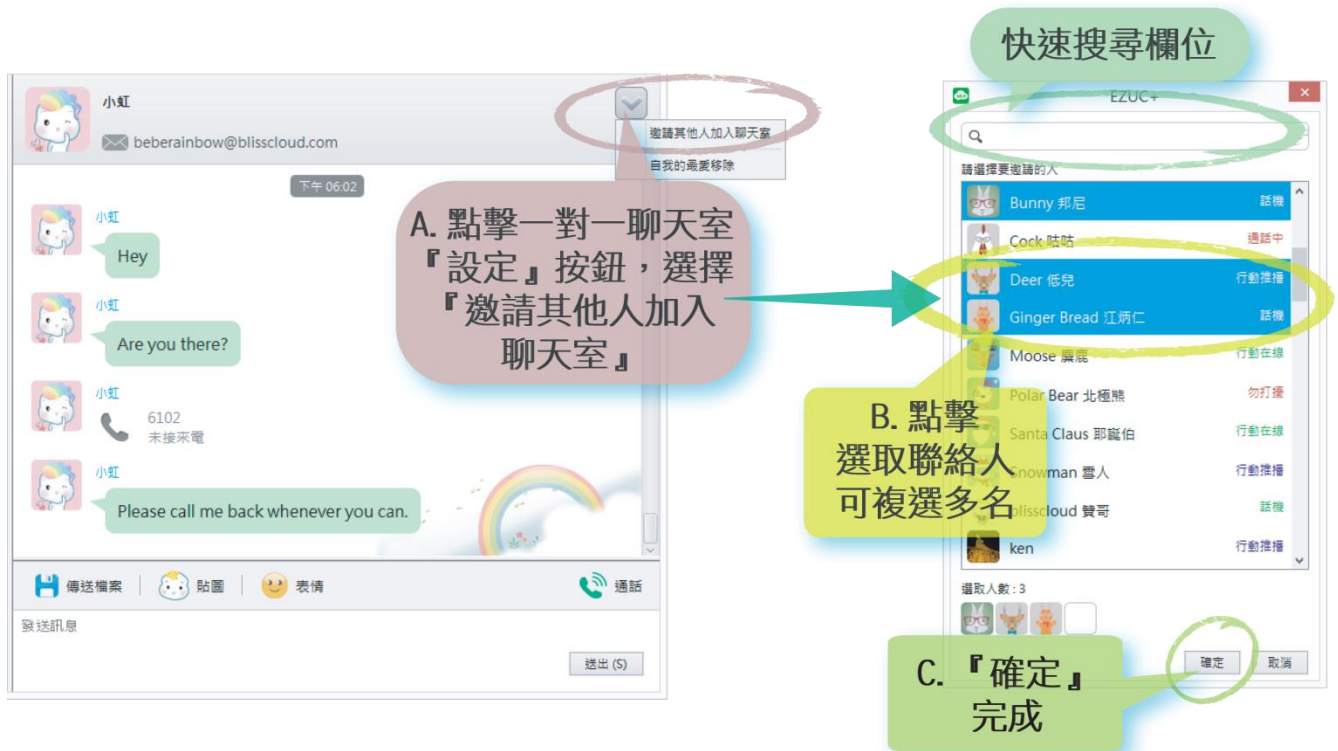 快速搜尋欄位
小虹
beberainbow@blisscloud.com
邀請其他人加入聊天室
自我的最愛移除
下午 06:02
小虹
Hey
小虹
Are you there?
小虹
6102
未接來電
小虹
Please call me back whenever you can.
傳送檔案
貼圖
表情
通話
發送訊息
送出 (S)
A. 點擊一對一聊天室
『設定』按鈕，選擇
『邀請其他人加入
聊天室』
EZUC+
請選擇要邀請的人
Bunny 邦尼 話機
Cock 咕咕 通話中
Deer 低兒 行動推播
Ginger Bread 江炳仁 話機
Moose 麋鹿 行動在線
Polar Bear 北極熊 勿打擾
Santa Claus 耶誕伯 行動在線
Snowman 雪人 行動推播
blisscloud 贊哥 話機
ken 行動推播
B. 點擊
選取聯絡人
可複選多名
選取人數 : 3
確定
取消
C. 『確定』
完成